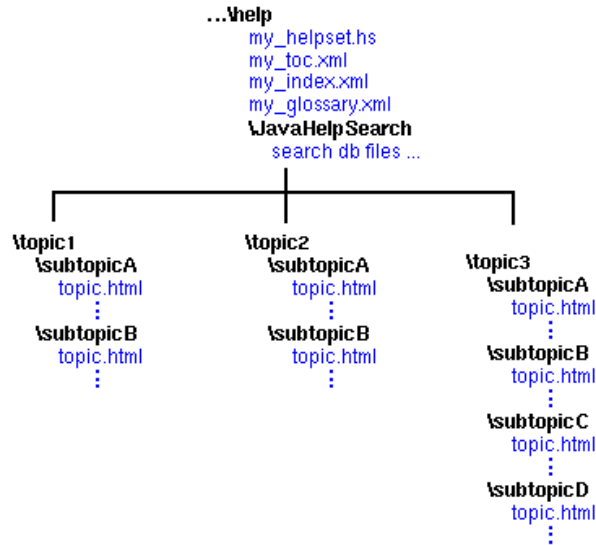 ...\help
my_helpset.hs
my_toc.xml
my_index.xml
my_glossary.xml
\JavaHelpSearch
search db files ...
\topic1
\subtopicA
topic.html
\subtopicB
topic.html
\topic2
\subtopicA
topic.html
\subtopicB
topic.html
\topic3
\subtopicA
topic.html
\subtopicB
topic.html
\subtopicC
topic.html
\subtopicD
topic.html